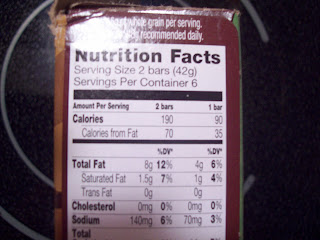 whole grain per serving.
recommended daily.
Nutrition Facts
Serving Size 2 bars (42g)
Servings Per Container 6
Amount Per Serving 2 bars 1 bar
Calories 190 90
Calories from Fat 70 35
%DV* %DV*
Total Fat 8g 12% 4g 6%
Saturated Fat 1.5g 7% 1g 4%
Trans Fat 0g 0g
Cholesterol 0mg 0% 0mg 0%
Sodium 140mg 6% 70mg 3%
Total